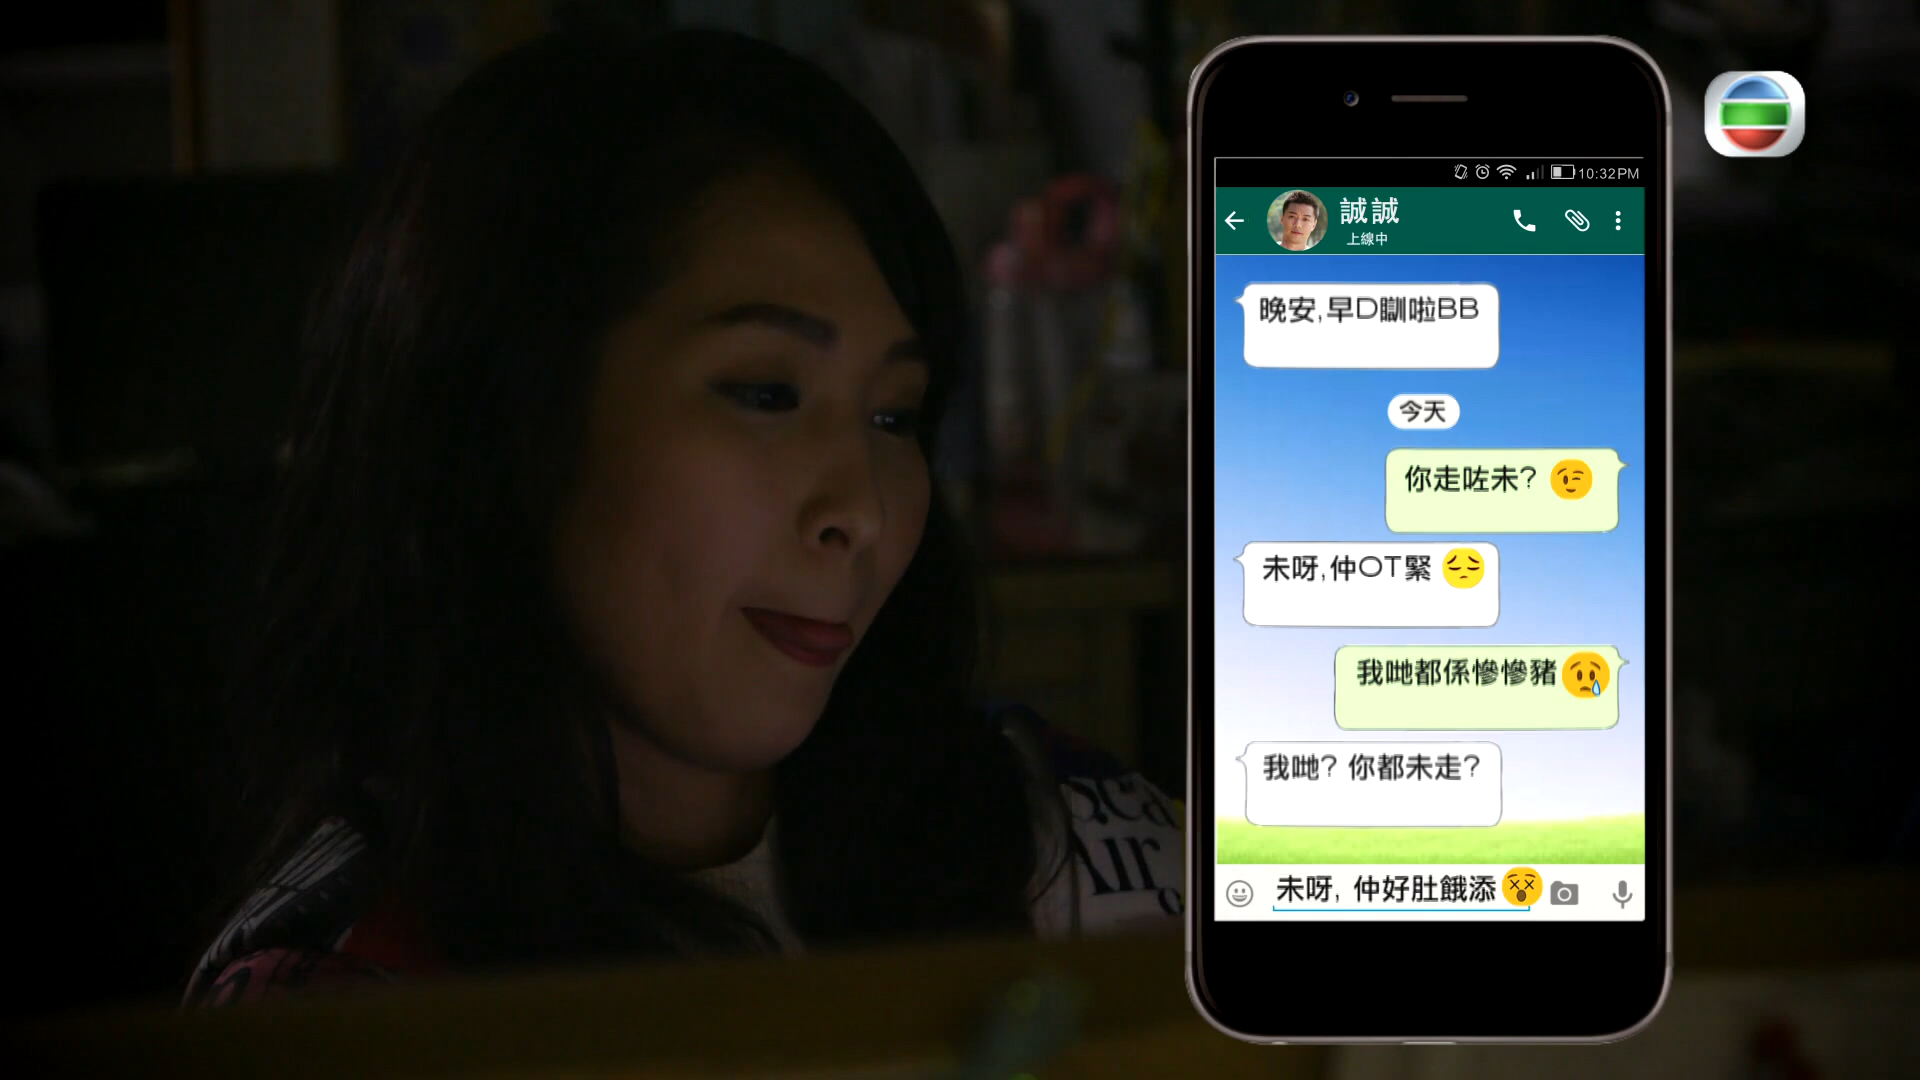 10:32PM
誠誠
上線中
晚安,早D瞓啦BB
今天
你走咗未?
未呀,仲OT緊
我哋都係慘慘豬
我哋? 你都未走?
未呀, 仲好肚餓添
Air